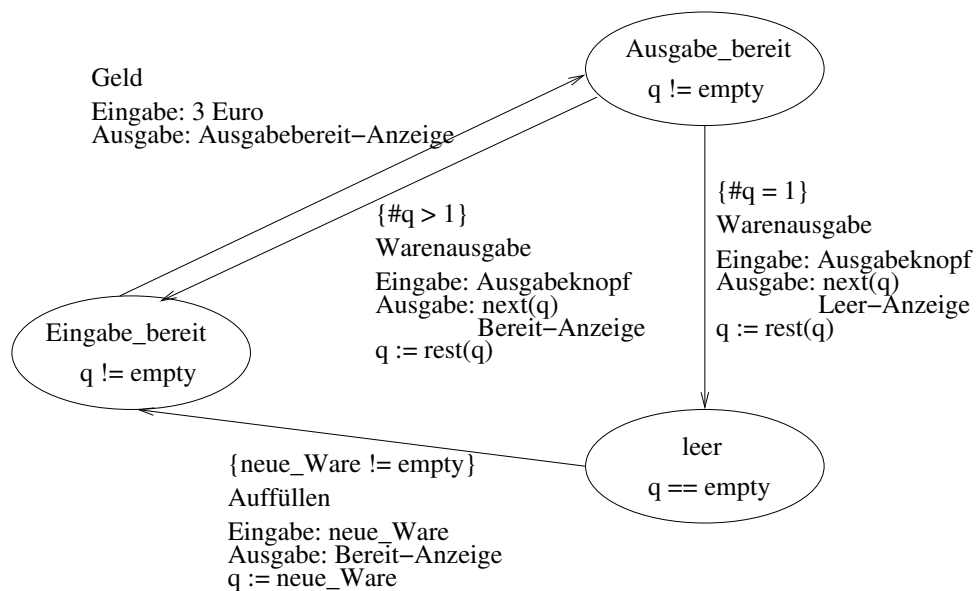 Ausgabe_bereit
q != empty
Geld
Eingabe: 3 Euro
Ausgabe: Ausgabebereit−Anzeige
{#q > 1}
Warenausgabe
Eingabe: Ausgabeknopf
Ausgabe: next(q)
Bereit−Anzeige
q := rest(q)
{#q = 1}
Warenausgabe
Eingabe: Ausgabeknopf
Ausgabe: next(q)
Leer−Anzeige
q := rest(q)
Eingabe_bereit
q != empty
leer
q == empty
{neue_Ware != empty}
Auffüllen
Eingabe: neue_Ware
Ausgabe: Bereit−Anzeige
q := neue_Ware